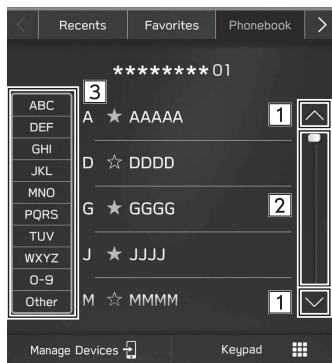 Recents Favorites Phonebook
********01
3
ABC
DEF
GHI
JKL
MNO
PQRS
TUV
WXYZ
0-9
Other
A ★ AAAAA
D ☆ DDDD
G ★ GGGG
J ★ JJJJ
M ☆ MMMM
1
2
1
Manage Devices Keypad